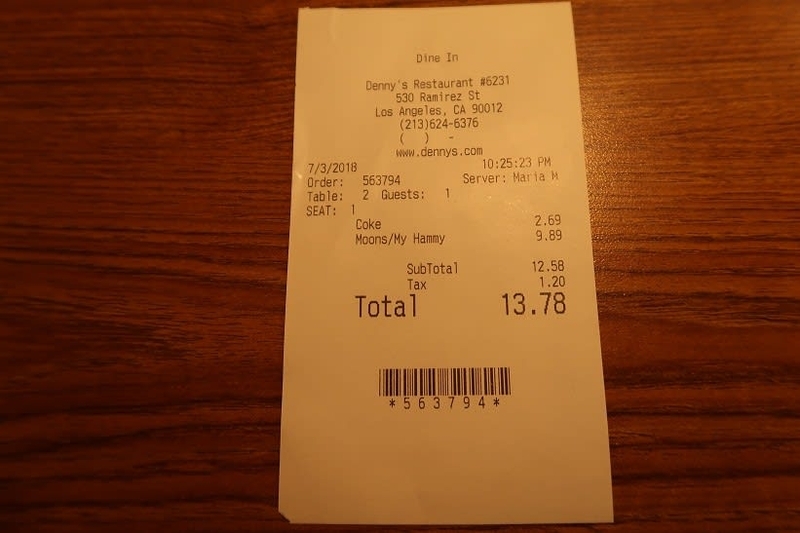 Dine In
Denny's Restaurant #6231
530 Ramirez St
Los Angeles, CA 90012
(213)624-6376
( ) -
www.dennys.com
7/3/2018 10:25:23 PM
Order: 563794 Server: Maria M
Table: 2 Guests: 1
SEAT: 1
Coke 2.69
Moons/My Hammy 9.89
SubTotal 12.58
Tax 1.20
Total 13.78
*563794*